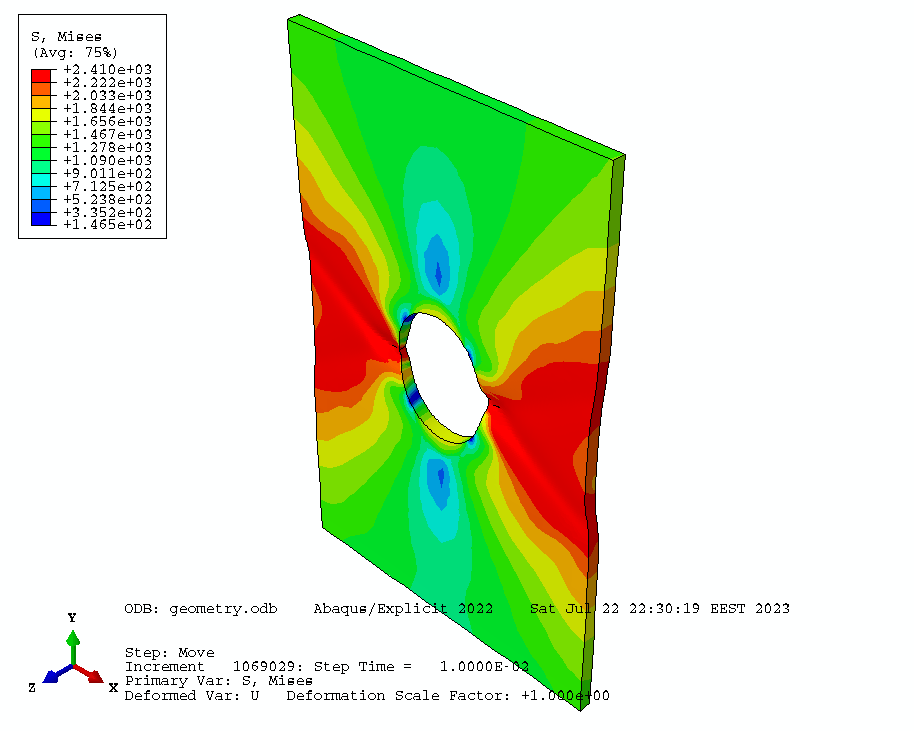 S, Mises
(Avg: 75%)
+2.410e+03
+2.222e+03
+2.033e+03
+1.844e+03
+1.656e+03
+1.467e+03
+1.278e+03
+1.090e+03
+9.011e+02
+7.125e+02
+5.238e+02
+3.352e+02
+1.465e+02
ODB: geometry.odb    Abaqus/Explicit 2022    Sat Jul 22 22:30:19 EEST 2023
Y
Z
X
Step: Move
Increment   1069029: Step Time =   1.0000E-02
Primary Var: S, Mises
Deformed Var: U   Deformation Scale Factor: +1.000e+00